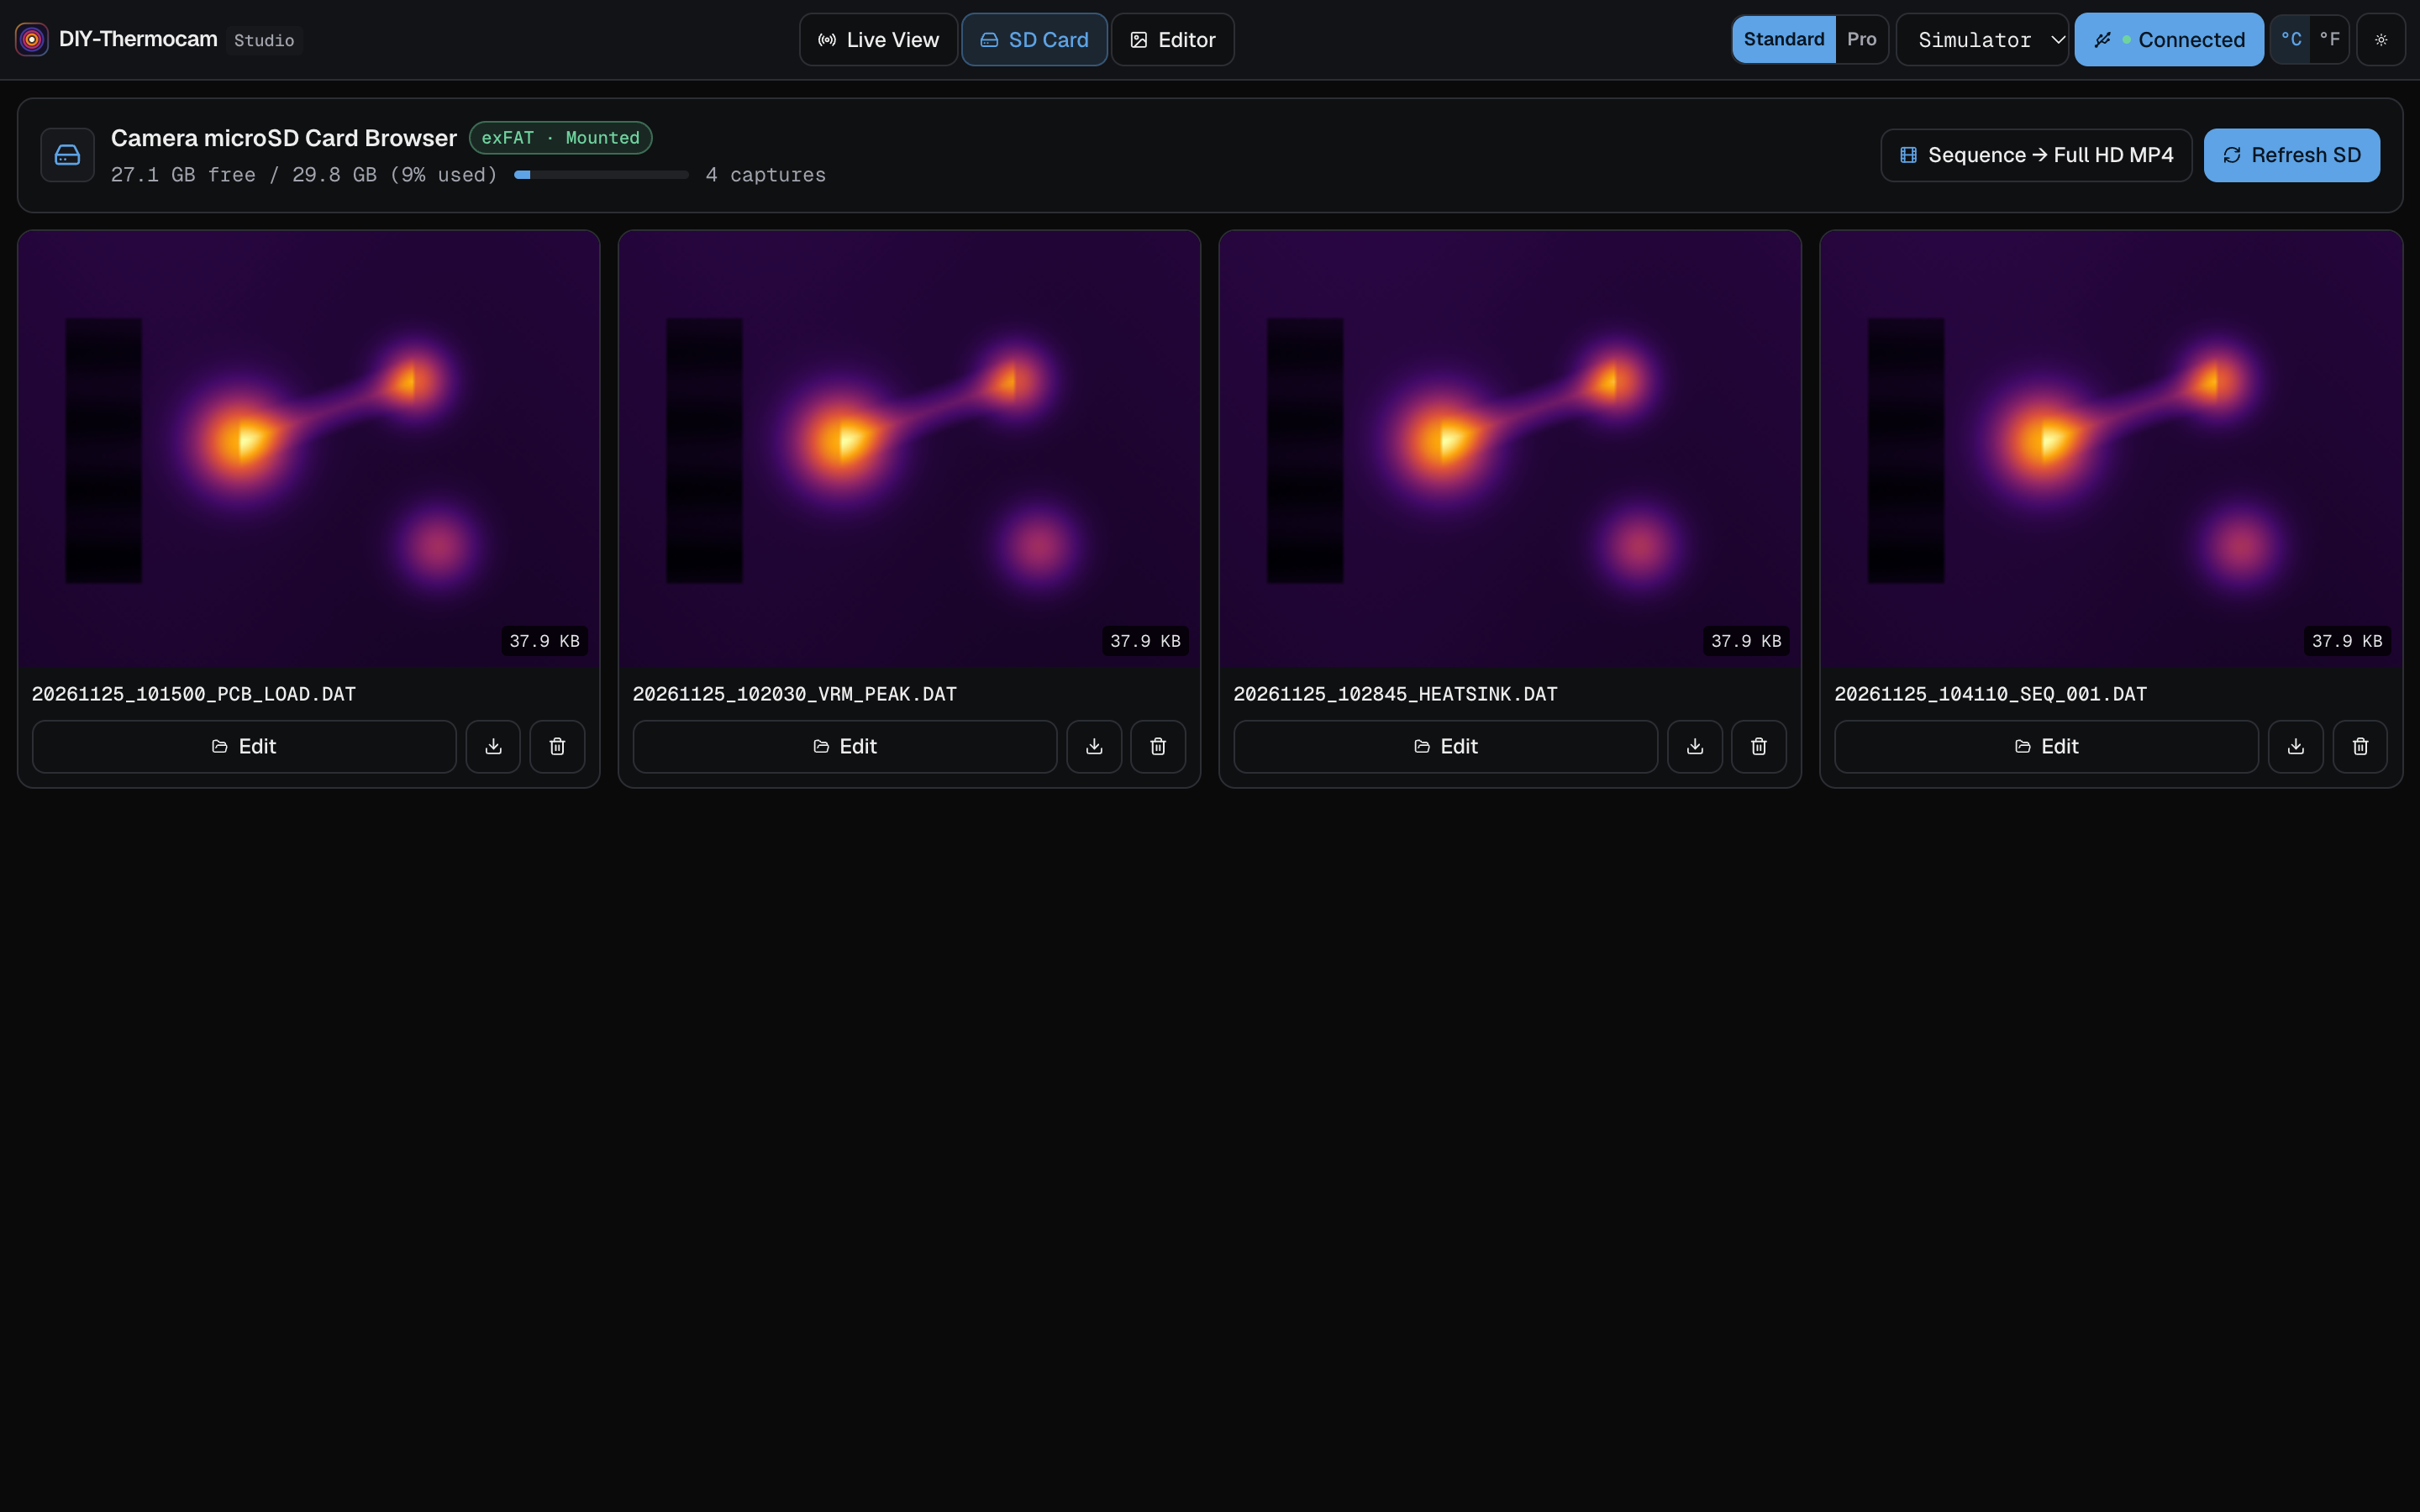 DIY-Thermocam Studio
Live View
SD Card
Editor
Standard
Pro
Simulator
Connected
°C
°F
Camera microSD Card Browser
exFAT · Mounted
27.1 GB free / 29.8 GB (9% used)
4 captures
Sequence → Full HD MP4
Refresh SD
37.9 KB
20261125_101500_PCB_LOAD.DAT
Edit
37.9 KB
20261125_102030_VRM_PEAK.DAT
Edit
37.9 KB
20261125_102845_HEATSINK.DAT
Edit
37.9 KB
20261125_104110_SEQ_001.DAT
Edit